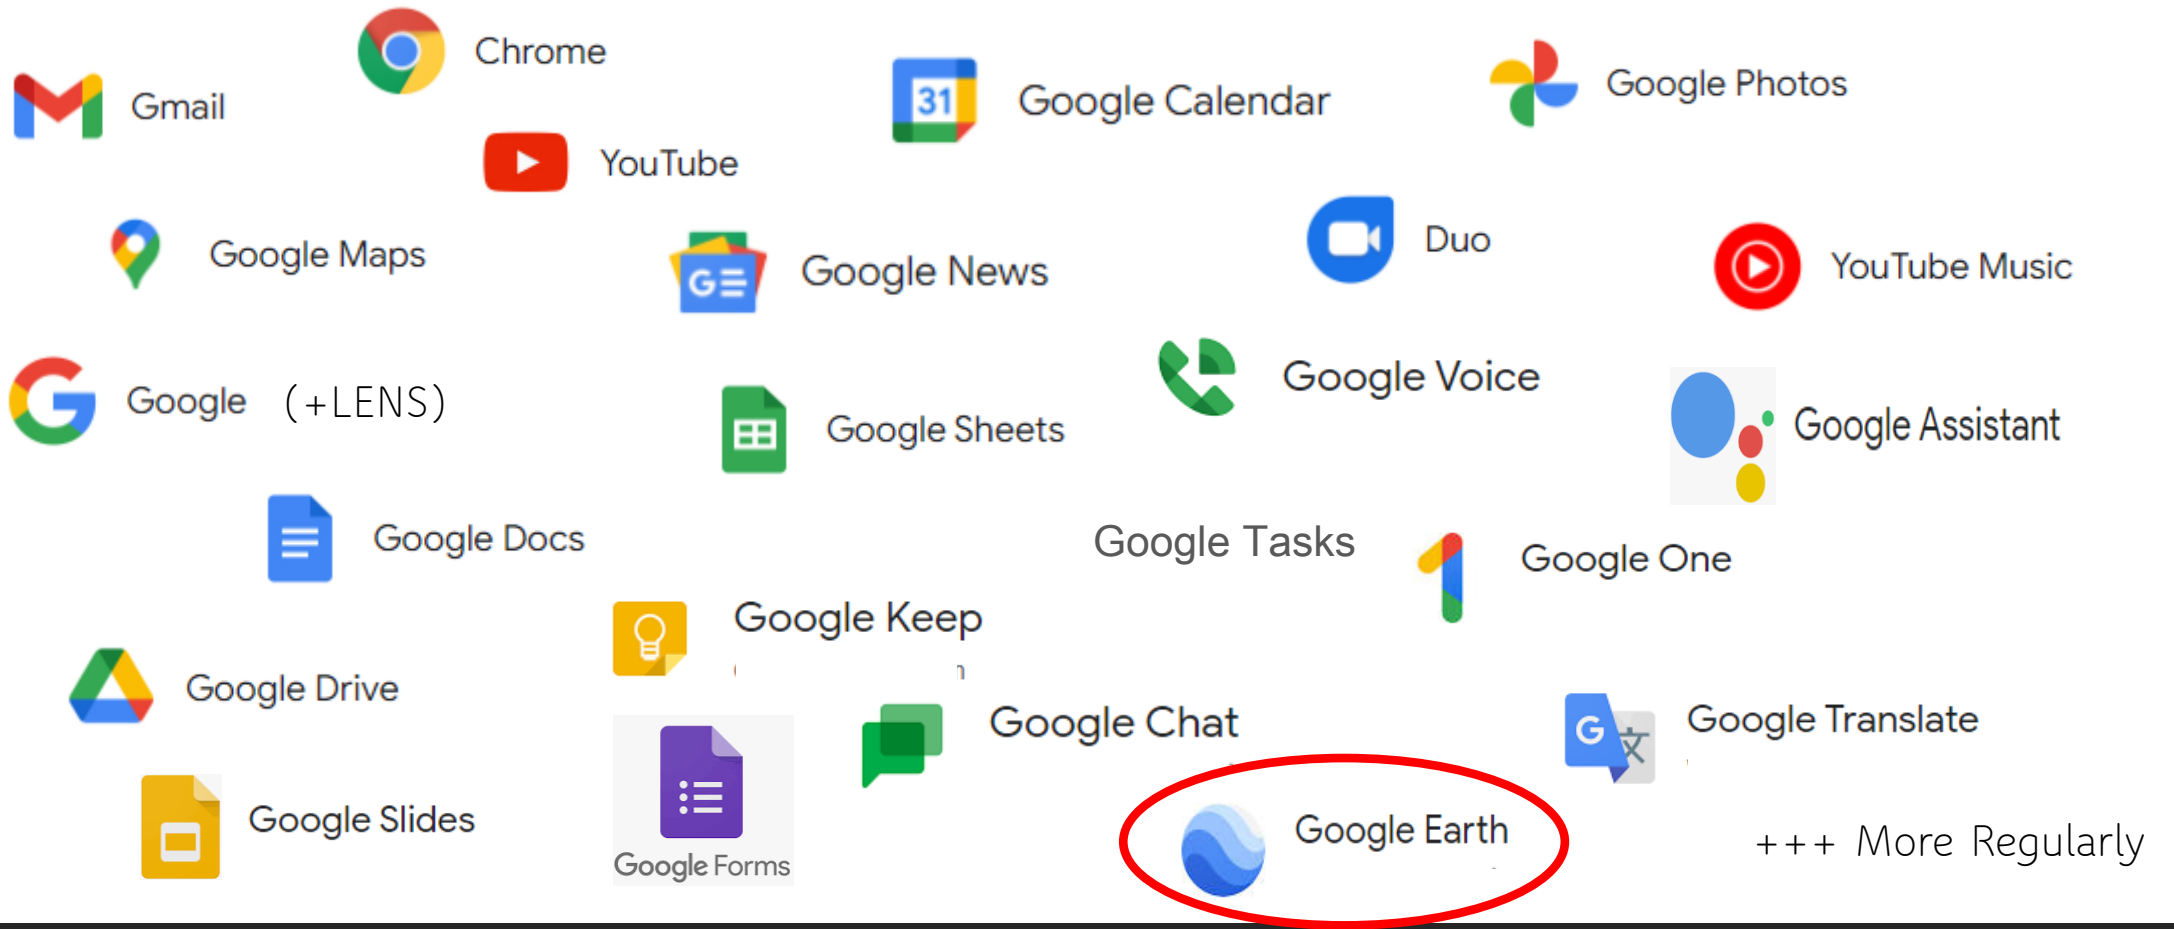 Chrome
Gmail
Google Calendar
31
Google Photos
YouTube
Google Maps
Google News
G
Duo
YouTube Music
Google (+LENS)
Google Sheets
Google Voice
Google Assistant
Google Docs
Google Tasks
Google One
Google Keep
Google Drive
Google Chat
Google Translate
G
文
Google Slides
Google Forms
Google Earth
+++ More Regularly